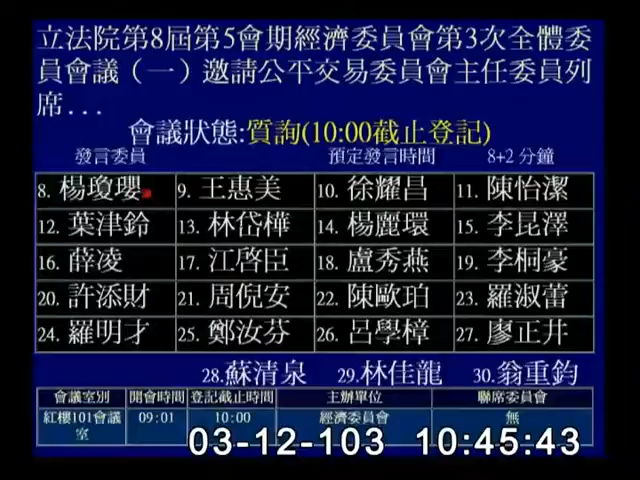 立法院第8屆第5會期經濟委員會第3次全體委
員會議（一）邀請公平交易委員會主任委員列
席...
會議狀態:質詢(10:00截止登記)
發言委員 預定發言時間 8+2 分鐘
8. 楊瓊瓔 9. 王惠美 10. 徐耀昌 11. 陳怡潔
12. 葉津鈴 13. 林岱樺 14. 楊麗環 15. 李昆澤
16. 薛凌 17. 江啓臣 18. 盧秀燕 19. 李桐豪
20. 許添財 21. 周倪安 22. 陳歐珀 23. 羅淑蕾
24. 羅明才 25. 鄭汝芬 26. 呂學樟 27. 廖正井
28. 蘇清泉 29. 林佳龍 30. 翁重鈞
會議室別 開會時間 登記截止時間 主辦單位 聯席委員會
紅樓101會議 09:01 10:00 經濟委員會 無
室
03-12-103 10:45:43